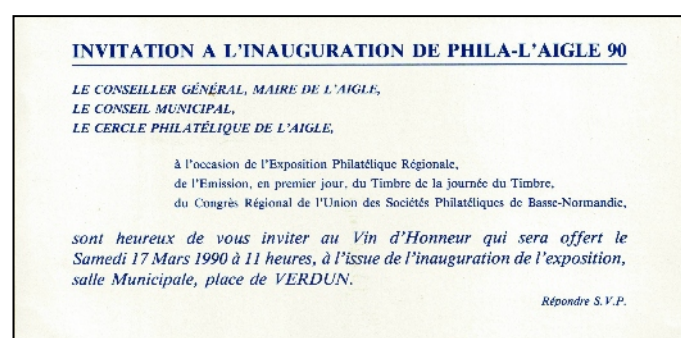 INVITATION A L'INAUGURATION DE PHILA-L'AIGLE 90
LE CONSEILLER GÉNÉRAL, MAIRE DE L'AIGLE,
LE CONSEIL MUNICIPAL,
LE CERCLE PHILATÉLIQUE DE L'AIGLE,
à l'occasion de l'Exposition Philatélique Régionale,
de l'Emission, en premier jour, du Timbre de la journée du Timbre,
du Congrès Régional de l'Union des Sociétés Philatéliques de Basse-Normandie,
sont heureux de vous inviter au Vin d'Honneur qui sera offert le
Samedi 17 Mars 1990 à 11 heures, à l'issue de l'inauguration de l'exposition,
salle Municipale, place de VERDUN.
Répondre S.V.P.